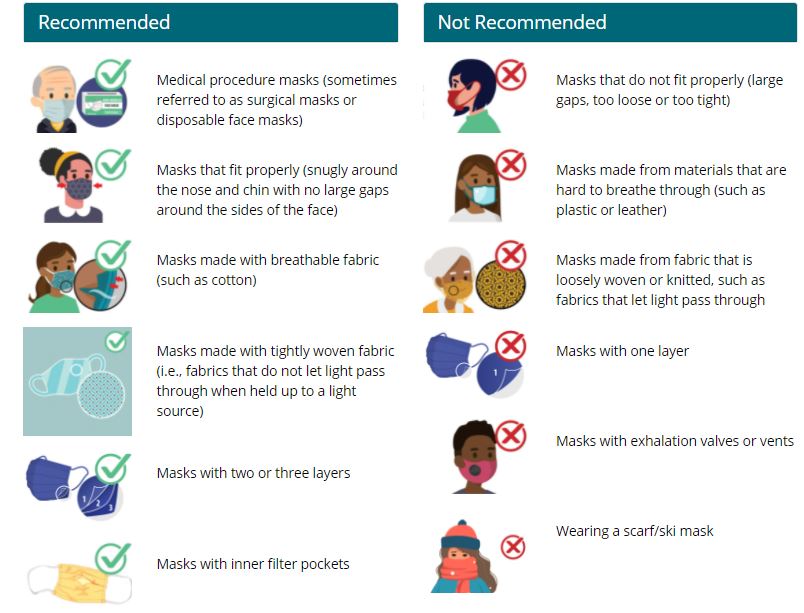 Recommended
Medical procedure masks (sometimes
referred to as surgical masks or
disposable face masks)
Masks that fit properly (snugly around
the nose and chin with no large gaps
around the sides of the face)
Masks made with breathable fabric
(such as cotton)
Masks made with tightly woven fabric
(i.e., fabrics that do not let light pass
through when held up to a light
source)
1
2
3
Masks with two or three layers
Masks with inner filter pockets
Not Recommended
Masks that do not fit properly (large
gaps, too loose or too tight)
Masks made from materials that are
hard to breathe through (such as
plastic or leather)
Masks made from fabric that is
loosely woven or knitted, such as
fabrics that let light pass through
1
Masks with one layer
Masks with exhalation valves or vents
Wearing a scarf/ski mask